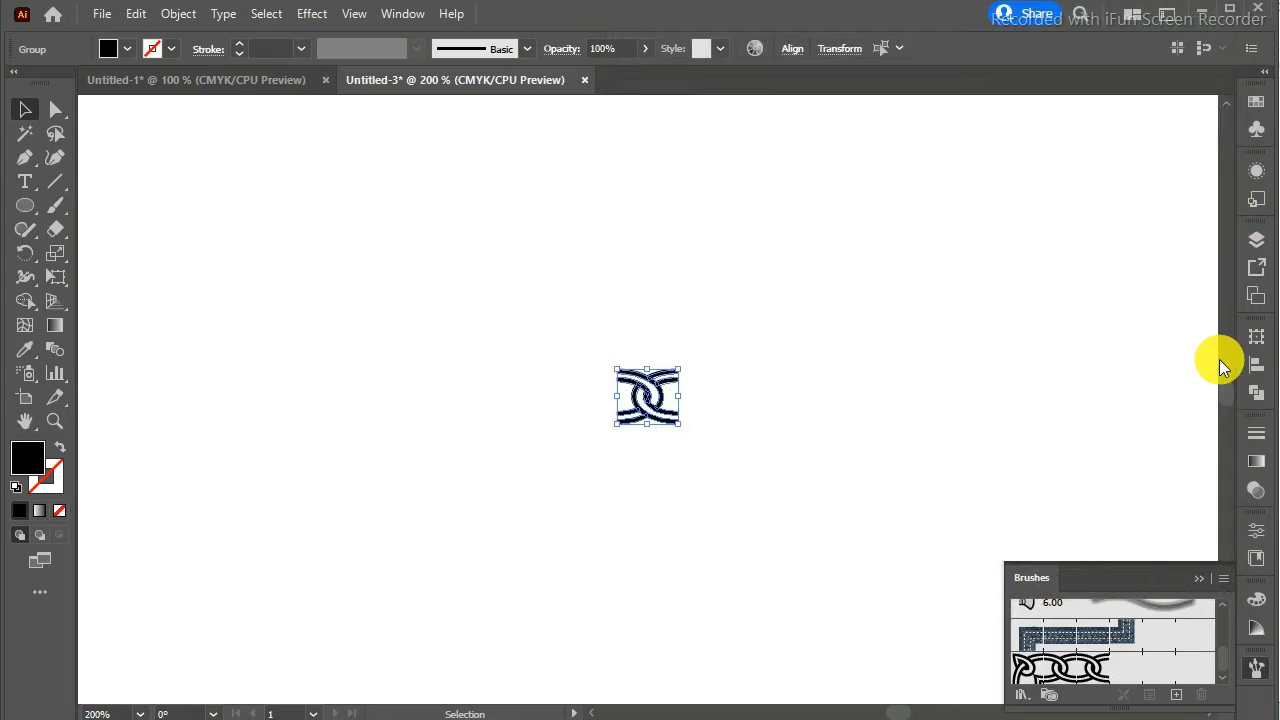 Ai File Edit Object Type Select Effect View Window Help Share
Recorded with iFun Screen Recorder
Group Stroke: Basic Opacity: 100% Style: Align Transform
Untitled-1* @ 100 % (CMYK/CPU Preview) Untitled-3* @ 200 % (CMYK/CPU Preview)
Brushes
6.00
200% 0° 1 Selection